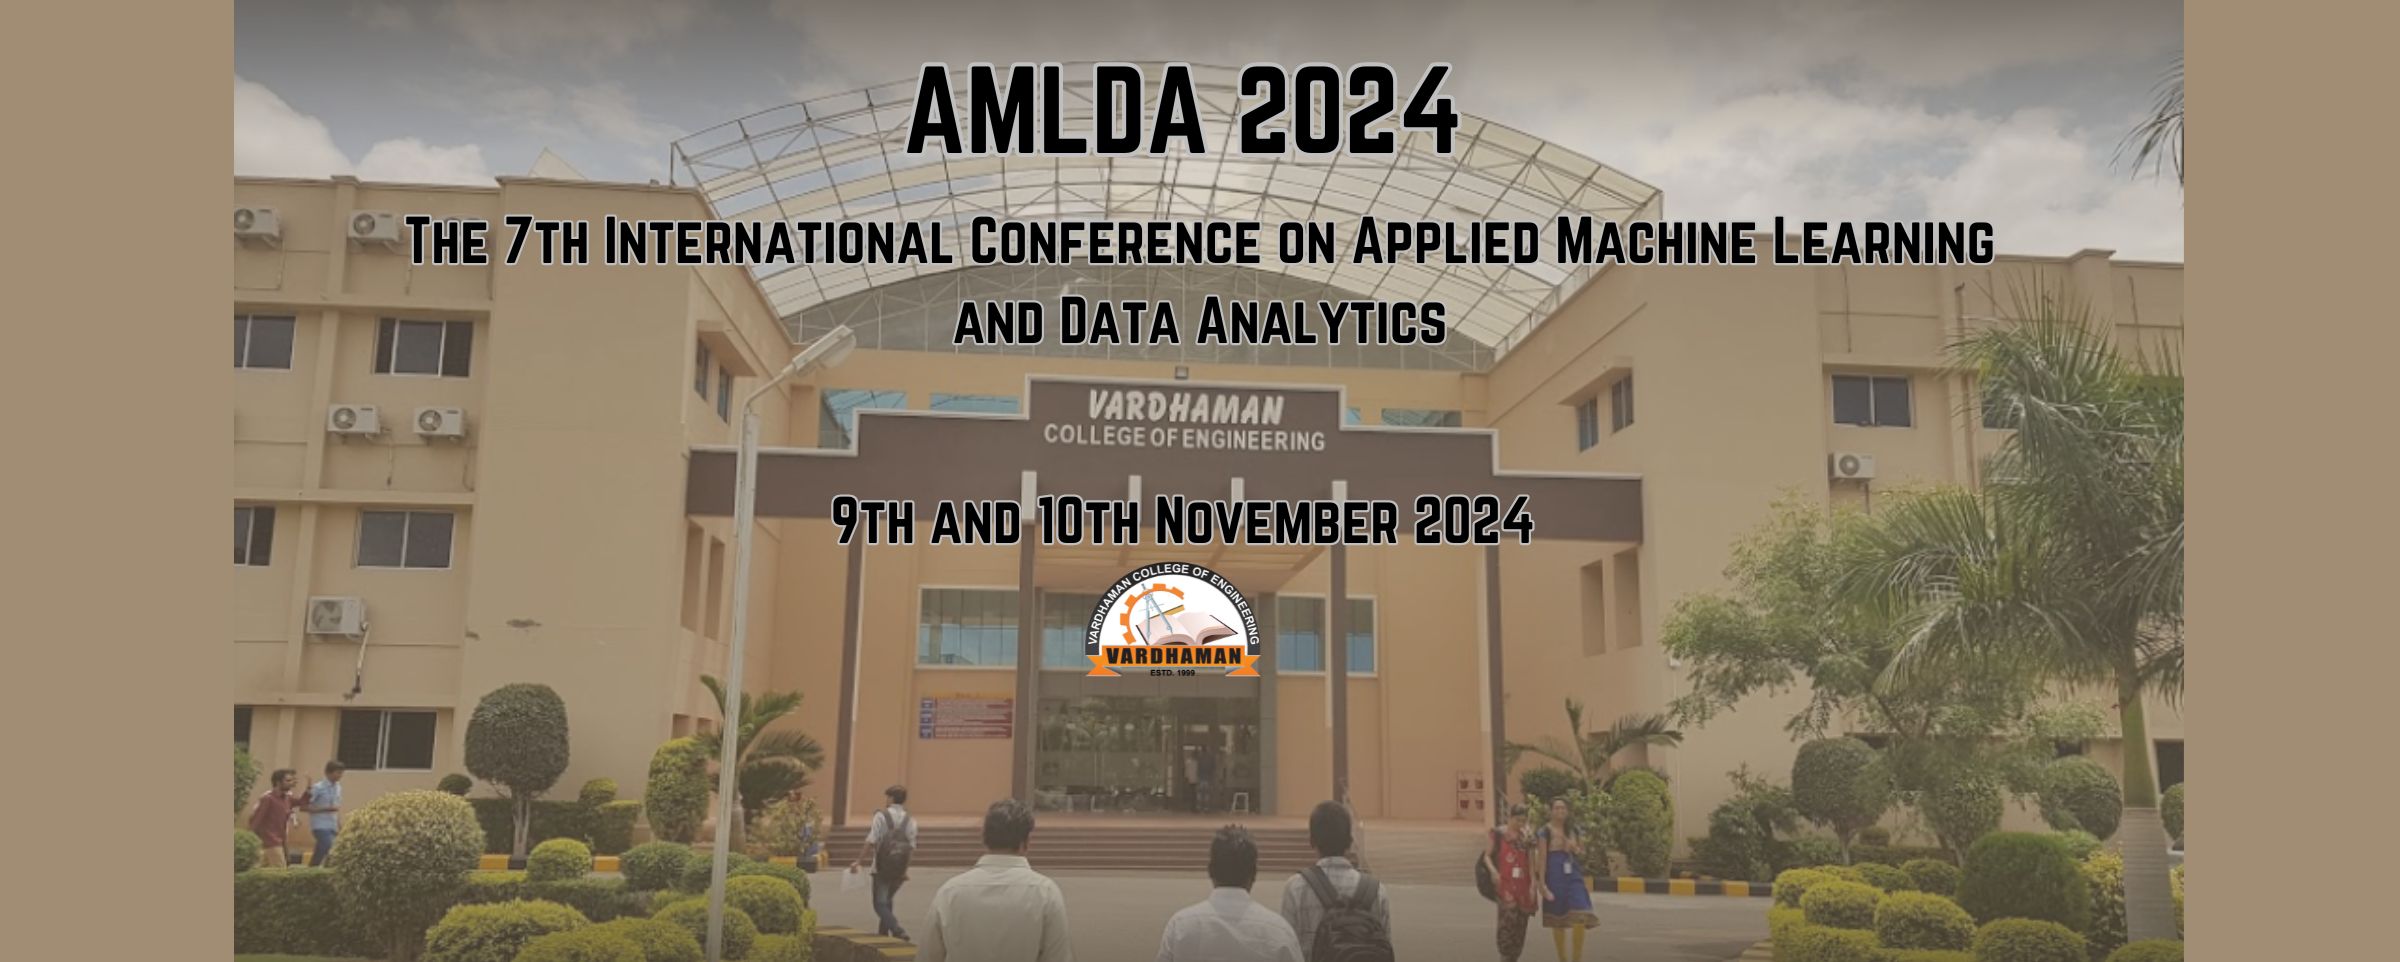 AMLDA 2024
The 7th International Conference on Applied Machine Learning
and Data Analytics
VARDHAMAN
COLLEGE OF ENGINEERING
9th and 10th November 2024
VARDHAMAN COLLEGE OF ENGINEERING
VARDHAMAN
ESTD. 1999